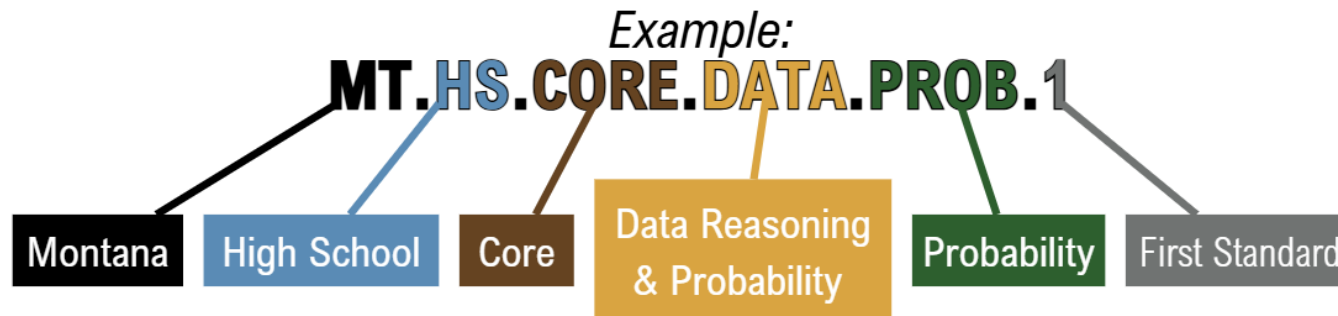 Example:
MT.HS.CORE.DATA.PROB.1
Montana
High School
Core
Data Reasoning
& Probability
Probability
First Standard